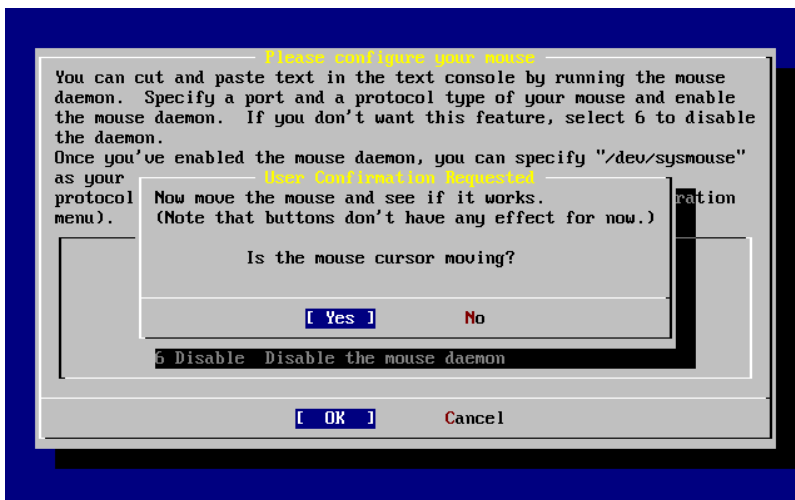 Please configure your mouse
You can cut and paste text in the text console by running the mouse
daemon.  Specify a port and a protocol type of your mouse and enable
the mouse daemon.  If you don't want this feature, select 6 to disable
the daemon.
Once you've enabled the mouse daemon, you can specify "/dev/sysmouse"
as your
User Confirmation Requested
protocol
ration
menu).
Now move the mouse and see if it works.
(Note that buttons don't have any effect for now.)
Is the mouse cursor moving?
[ Yes ]      No
6 Disable  Disable the mouse daemon
[  OK  ]     Cancel